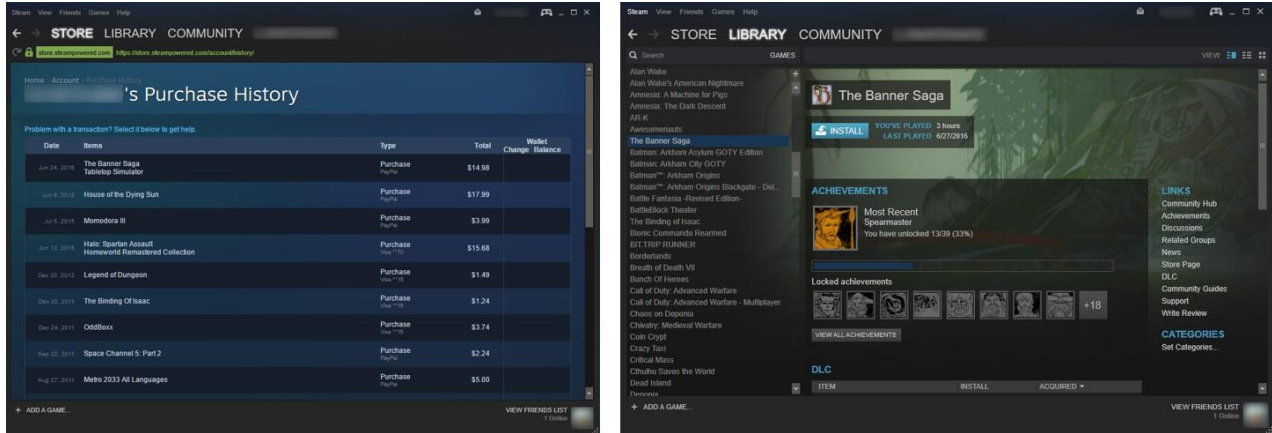 Steam View Friends Games Help
STORE LIBRARY COMMUNITY
store.steampowered.com https://store.steampowered.com/account/history/
Home › Account › Purchase History
's Purchase History
Problem with a transaction? Select it below to get help.
Date Items Type Total Wallet
Change Balance
Jun 24, 2016 The Banner Saga
Tabletop Simulator Purchase
PayPal $14.98
House of the Dying Sun Purchase
PayPal $17.99
Momodora III Purchase
PayPal $3.99
Halo: Spartan Assault
Homeworld Remastered Collection Purchase
Visa $15.68
Dec 30, 2013 Legend of Dungeon Purchase
Visa $1.49
Dec 30, 2011 The Binding Of Isaac Purchase
Visa $1.24
Dec 24, 2011 OddBoxx Purchase
Visa $3.74
Sep 22, 2011 Space Channel 5: Part 2 Purchase
PayPal $2.24
Aug 27, 2011 Metro 2033 All Languages Purchase
PayPal $5.00
+ ADD A GAME...
VIEW FRIENDS LIST
1 Online
Steam View Friends Games Help
STORE LIBRARY COMMUNITY
Search GAMES VIEW
Alan Wake
Alan Wake's American Nightmare
Amnesia: A Machine for Pigs
Amnesia: The Dark Descent
AR-K
Awesomenauts
The Banner Saga
Batman: Arkham Asylum GOTY Edition
Batman: Arkham City GOTY
Batman™: Arkham Origins
Batman™: Arkham Origins Blackgate - Del...
Battle Fantasia -Revised Edition-
BattleBlock Theater
The Binding of Isaac
Bionic Commando Rearmed
BIT.TRIP RUNNER
Borderlands
Breath of Death VII
Bunch Of Heroes
Call of Duty: Advanced Warfare
Call of Duty: Advanced Warfare - Multiplayer
Chaos on Deponia
Chivalry: Medieval Warfare
Coin Crypt
Crazy Taxi
Critical Mass
Cthulhu Saves the World
Dead Island
Deponia
The Banner Saga
INSTALL
YOU'VE PLAYED 3 hours
LAST PLAYED 6/27/2016
ACHIEVEMENTS
Most Recent
Spearmaster
You have unlocked 13/39 (33%)
Locked achievements
+18
VIEW ALL ACHIEVEMENTS
DLC
ITEM INSTALL ACQUIRED
LINKS
Community Hub
Achievements
Discussions
Related Groups
News
Store Page
DLC
Community Guides
Support
Write Review
CATEGORIES
Set Categories...
+ ADD A GAME...
VIEW FRIENDS LIST
1 Online